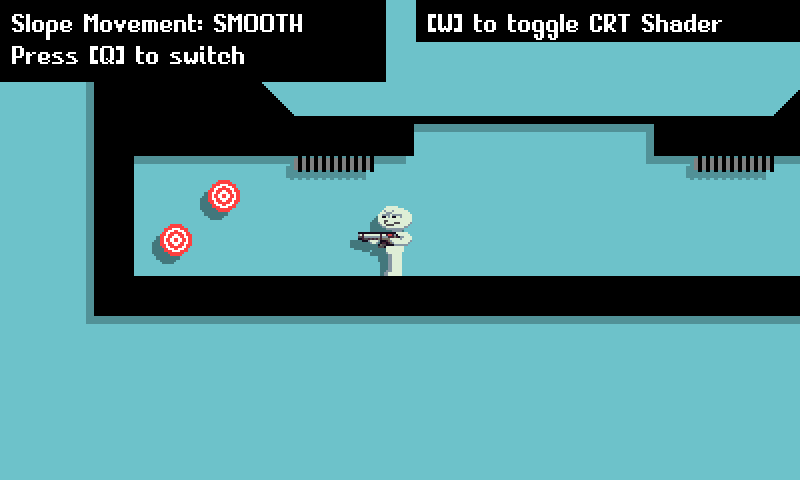 Slope Movement: SMOOTH
Press [Q] to switch
[W] to toggle CRT Shader